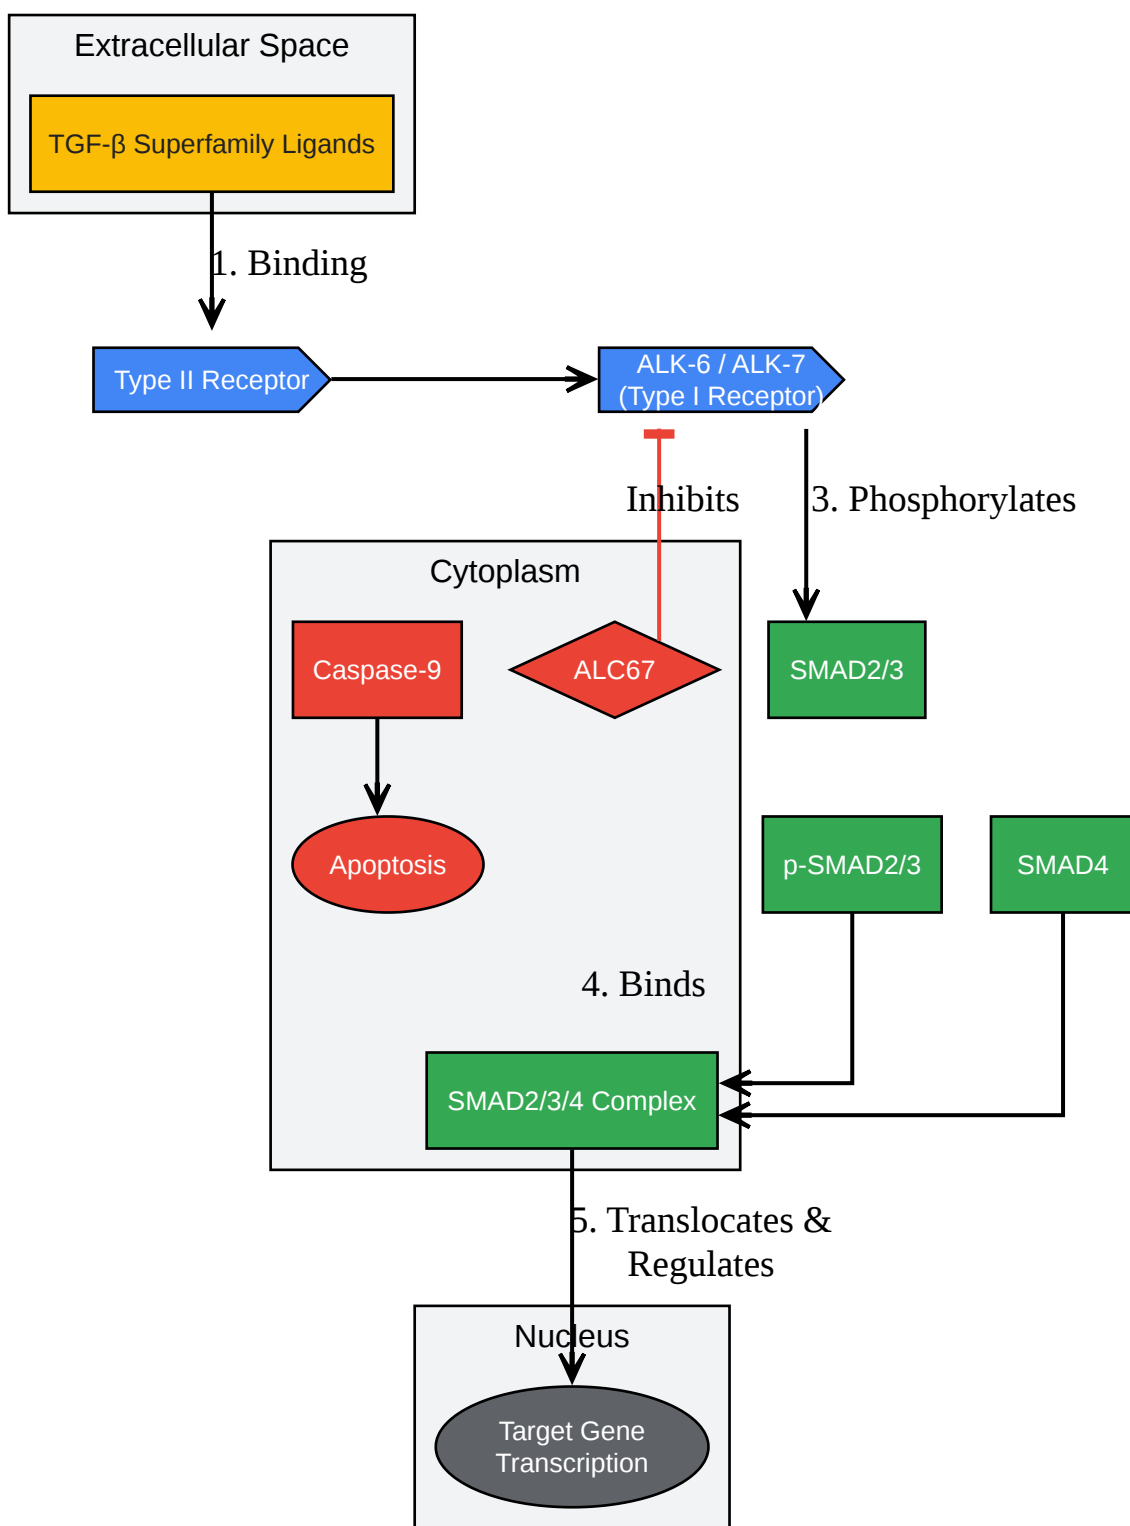 Extracellular Space
TGF-β Superfamily Ligands
1. Binding
Type II Receptor
ALK-6 / ALK-7
(Type I Receptor)
Inhibits
3. Phosphorylates
Cytoplasm
Caspase-9
ALC67
SMAD2/3
Apoptosis
p-SMAD2/3
SMAD4
4. Binds
SMAD2/3/4 Complex
5. Translocates &
Regulates
Nucleus
Target Gene
Transcription